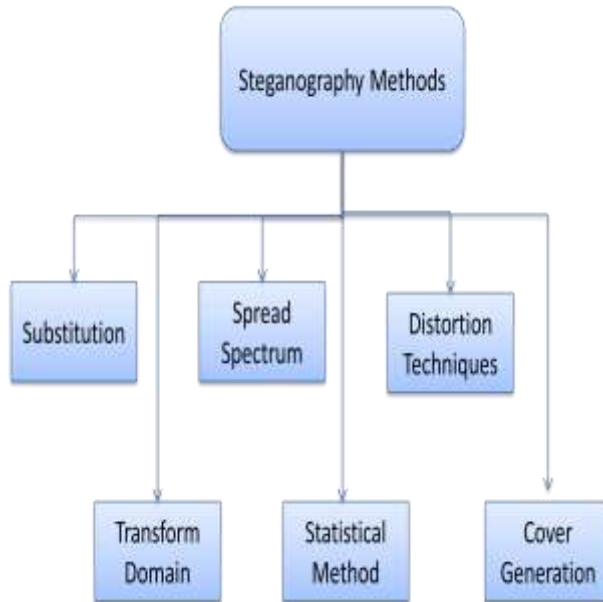 Steganography Methods
Substitution
Spread
Spectrum
Distortion
Techniques
Transform
Domain
Statistical
Method
Cover
Generation